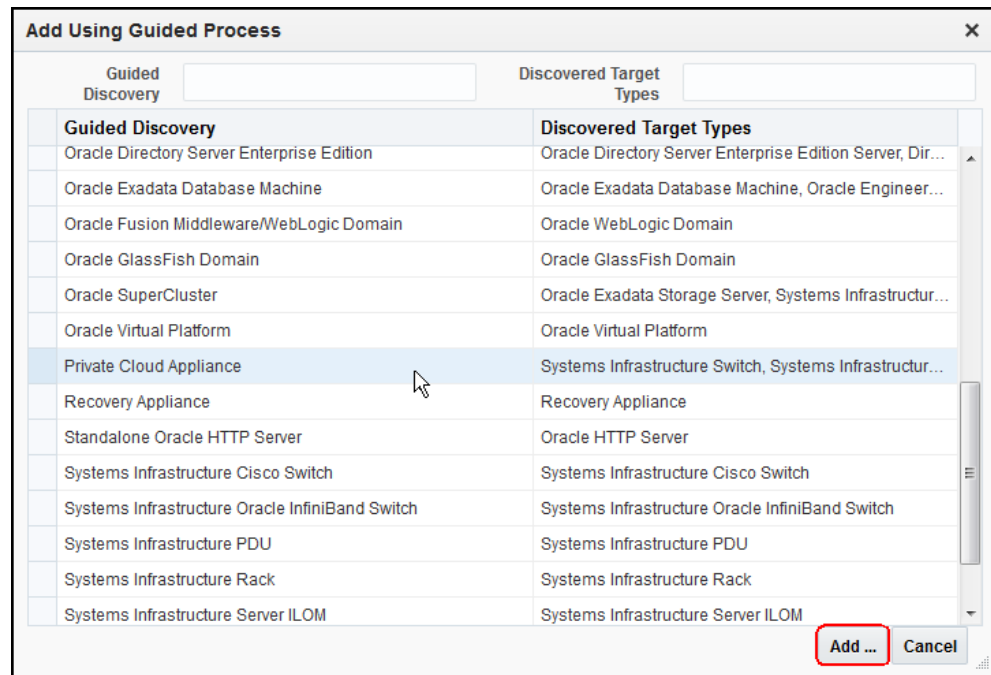 Add Using Guided Process
Guided Discovery
Discovered Target Types
Guided Discovery Discovered Target Types
Oracle Directory Server Enterprise Edition Oracle Directory Server Enterprise Edition Server, Dir...
Oracle Exadata Database Machine Oracle Exadata Database Machine, Oracle Engineer...
Oracle Fusion Middleware/WebLogic Domain Oracle WebLogic Domain
Oracle GlassFish Domain Oracle GlassFish Domain
Oracle SuperCluster Oracle Exadata Storage Server, Systems Infrastructur...
Oracle Virtual Platform Oracle Virtual Platform
Private Cloud Appliance Systems Infrastructure Switch, Systems Infrastructur...
Recovery Appliance Recovery Appliance
Standalone Oracle HTTP Server Oracle HTTP Server
Systems Infrastructure Cisco Switch Systems Infrastructure Cisco Switch
Systems Infrastructure Oracle InfiniBand Switch Systems Infrastructure Oracle InfiniBand Switch
Systems Infrastructure PDU Systems Infrastructure PDU
Systems Infrastructure Rack Systems Infrastructure Rack
Systems Infrastructure Server ILOM Systems Infrastructure Server ILOM
Add ... Cancel